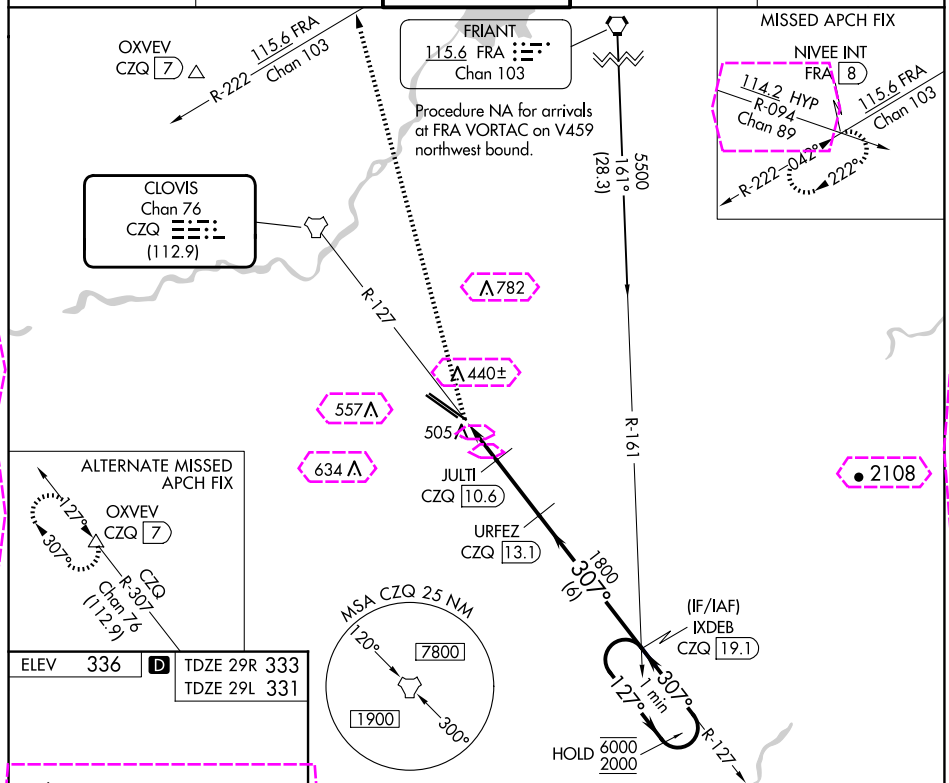 OXVEV
CZQ 7
115.6 FRA
R-222
Chan 103
FRIANT
115.6 FRA
Chan 103
Procedure NA for arrivals
at FRA VORTAC on V459
northwest bound.
5500
161°
(28.3)
MISSED APCH FIX
NIVEE INT
FRA 8
114.2 HYP
R-094
Chan 89
115.6 FRA
Chan 103
R-222
042°
222°
CLOVIS
Chan 76
CZQ
(112.9)
R-127
782
440±
557
505
634
R-161
2108
JULTI
CZQ 10.6
URFEZ
CZQ 13.1
1800
307°
(6)
(IF/IAF)
IXDEB
CZQ 19.1
307°
1 min
127°
R-127
HOLD 6000
2000
ALTERNATE MISSED
APCH FIX
OXVEV
CZQ 7
127°
307°
CZQ
R-307
Chan 76
(112.9)
MSA CZQ 25 NM
120°
7800
1900
300°
ELEV 336 D TDZE 29R 333
TDZE 29L 331